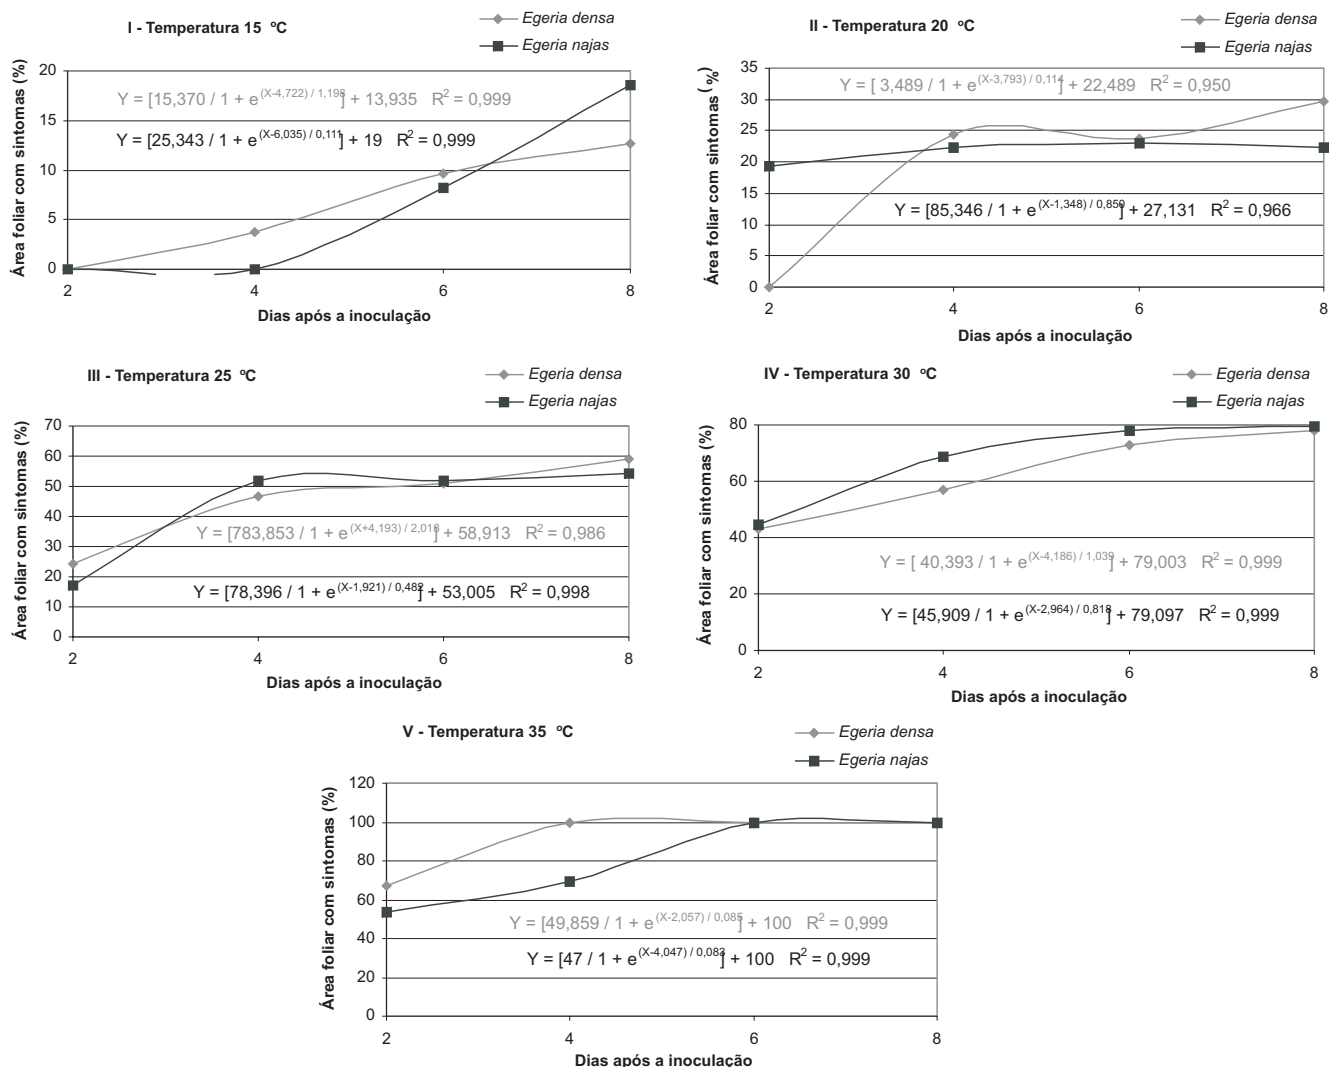 I - Temperatura 15 ºC
Egeria densa
Egeria najas
Área foliar com sintomas (%)
20
15
10
5
0
Y = [15,370 / 1 + e(X-4,722) / 1,198] + 13,935 R2 = 0,999
Y = [25,343 / 1 + e(X-6,035) / 0,111] + 19 R2 = 0,999
2 4 6 8
Dias após a inoculação
II - Temperatura 20 ºC
Egeria densa
Egeria najas
Área foliar com sintomas (%)
35
30
25
20
15
10
5
0
Y = [ 3,489 / 1 + e(X-3,793) / 0,114] + 22,489 R2 = 0,950
Y = [85,346 / 1 + e(X-1,348) / 0,850] + 27,131 R2 = 0,966
2 4 6 8
Dias após a inoculação
III - Temperatura 25 ºC
Egeria densa
Egeria najas
Área foliar com sintomas (%)
70
60
50
40
30
20
10
0
Y = [783,853 / 1 + e(X+4,193) / 2,018] + 58,913 R2 = 0,986
Y = [78,396 / 1 + e(X-1,921) / 0,482] + 53,005 R2 = 0,998
2 4 6 8
Dias após a inoculação
IV - Temperatura 30 ºC
Egeria densa
Egeria najas
Área foliar com sintomas (%)
80
60
40
20
0
Y = [ 40,393 / 1 + e(X-4,186) / 1,039] + 79,003 R2 = 0,999
Y = [45,909 / 1 + e(X-2,964) / 0,818] + 79,097 R2 = 0,999
2 4 6 8
Dias após a inoculação
V - Temperatura 35 ºC
Egeria densa
Egeria najas
Área foliar com sintomas (%)
120
100
80
60
40
20
0
Y = [49,859 / 1 + e(X-2,057) / 0,085] + 100 R2 = 0,999
Y = [47 / 1 + e(X-4,047) / 0,083] + 100 R2 = 0,999
2 4 6 8
Dias após a inoculação